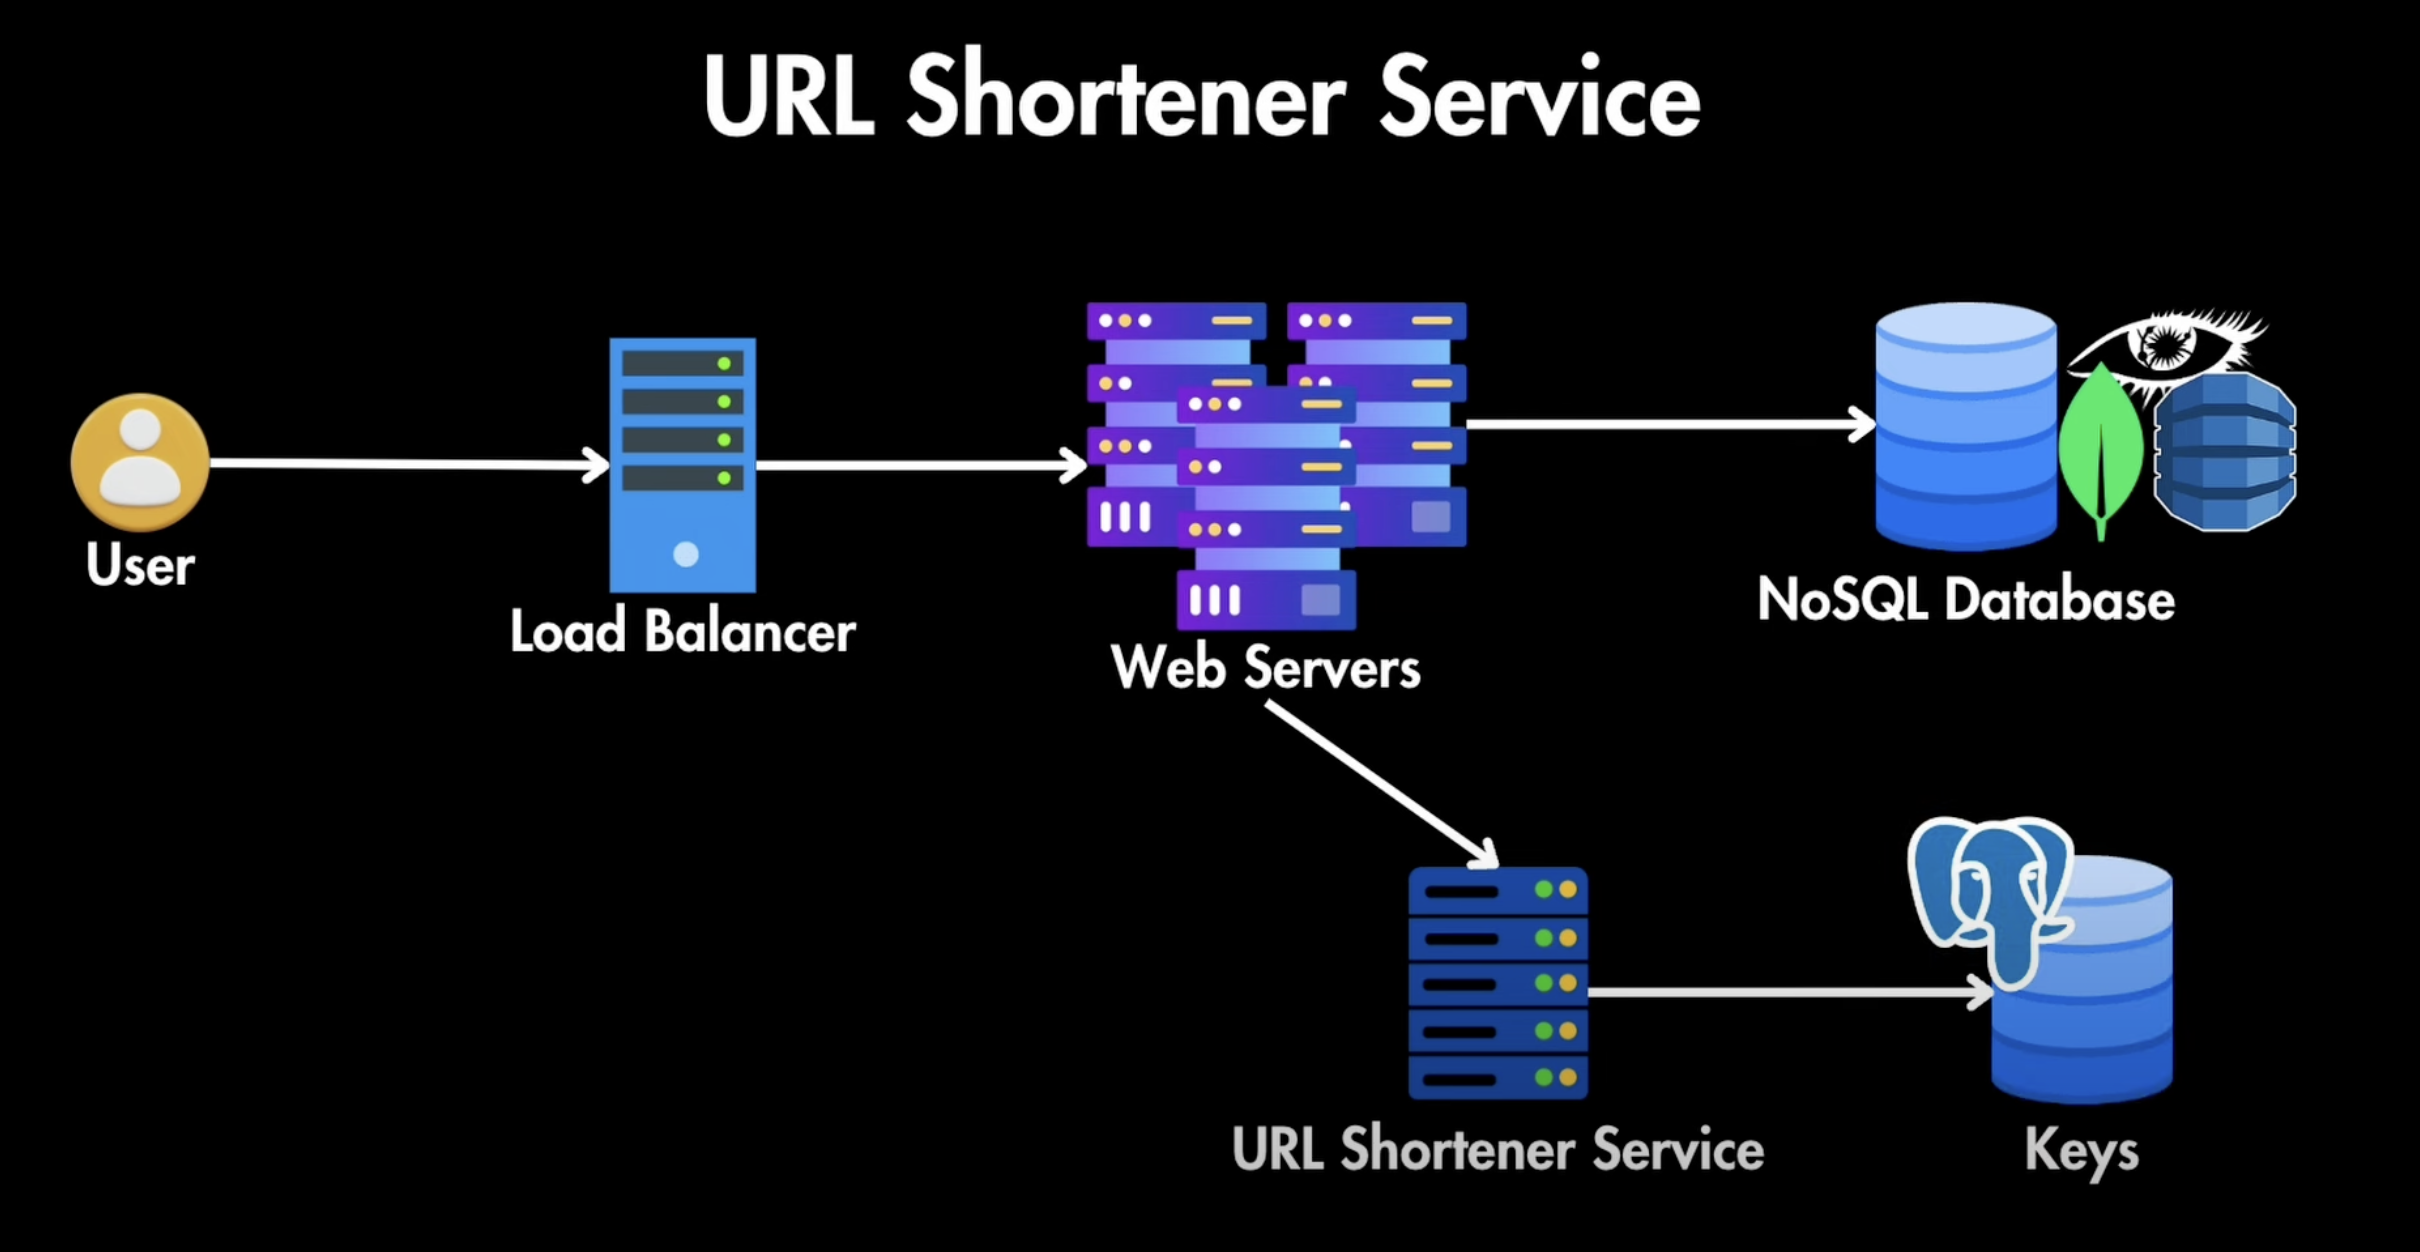 URL Shortener Service
User
Load Balancer
Web Servers
NoSQL Database
URL Shortener Service
Keys